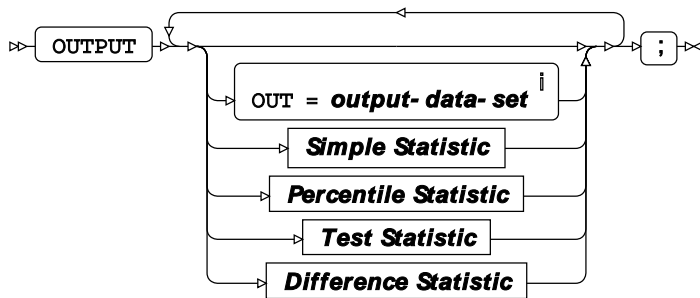 OUTPUT ;
OUT = output-data-set i
Simple Statistic
Percentile Statistic
Test Statistic
Difference Statistic